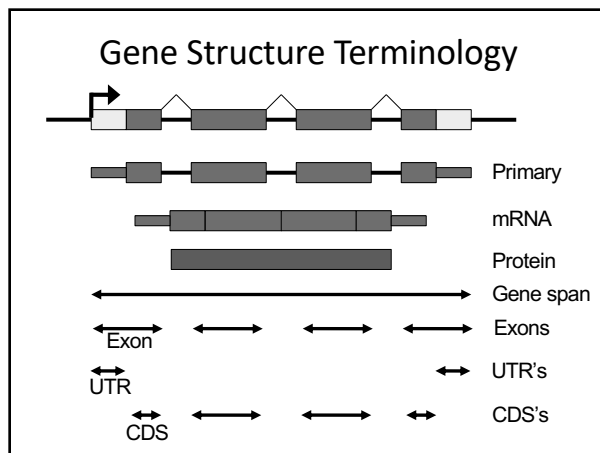 Gene Structure Terminology
Primary
mRNA
Protein
Gene span
Exons
Exon
UTR's
UTR
CDS's
CDS